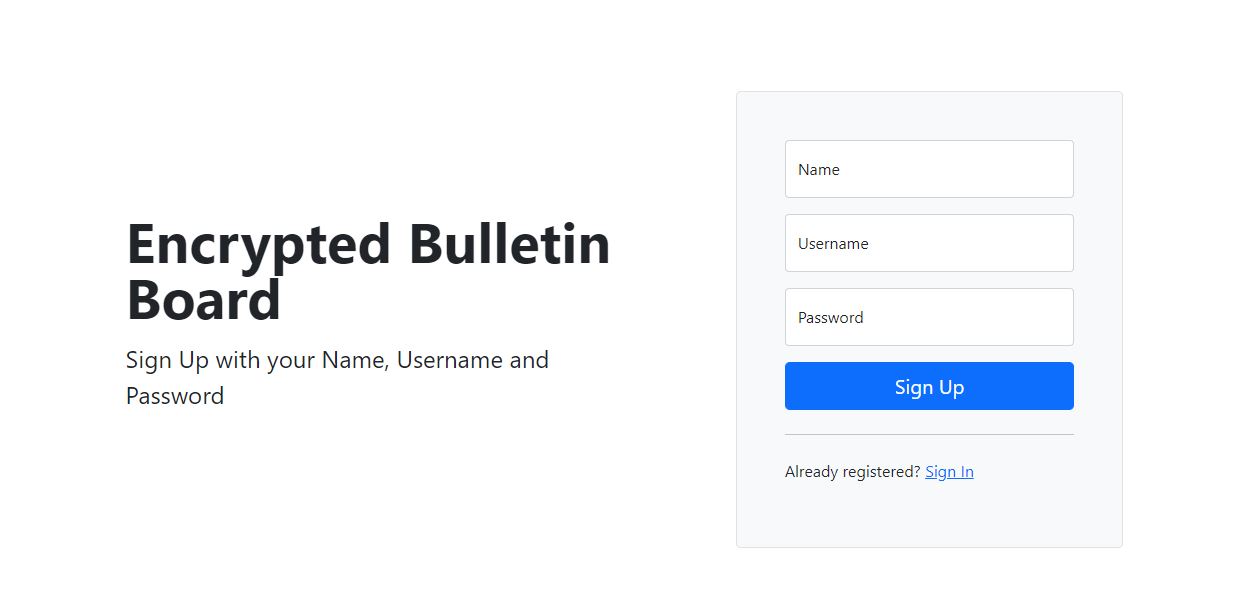 Encrypted Bulletin
Board
Sign Up with your Name, Username and
Password
Name
Username
Password
Sign Up
Already registered? Sign In